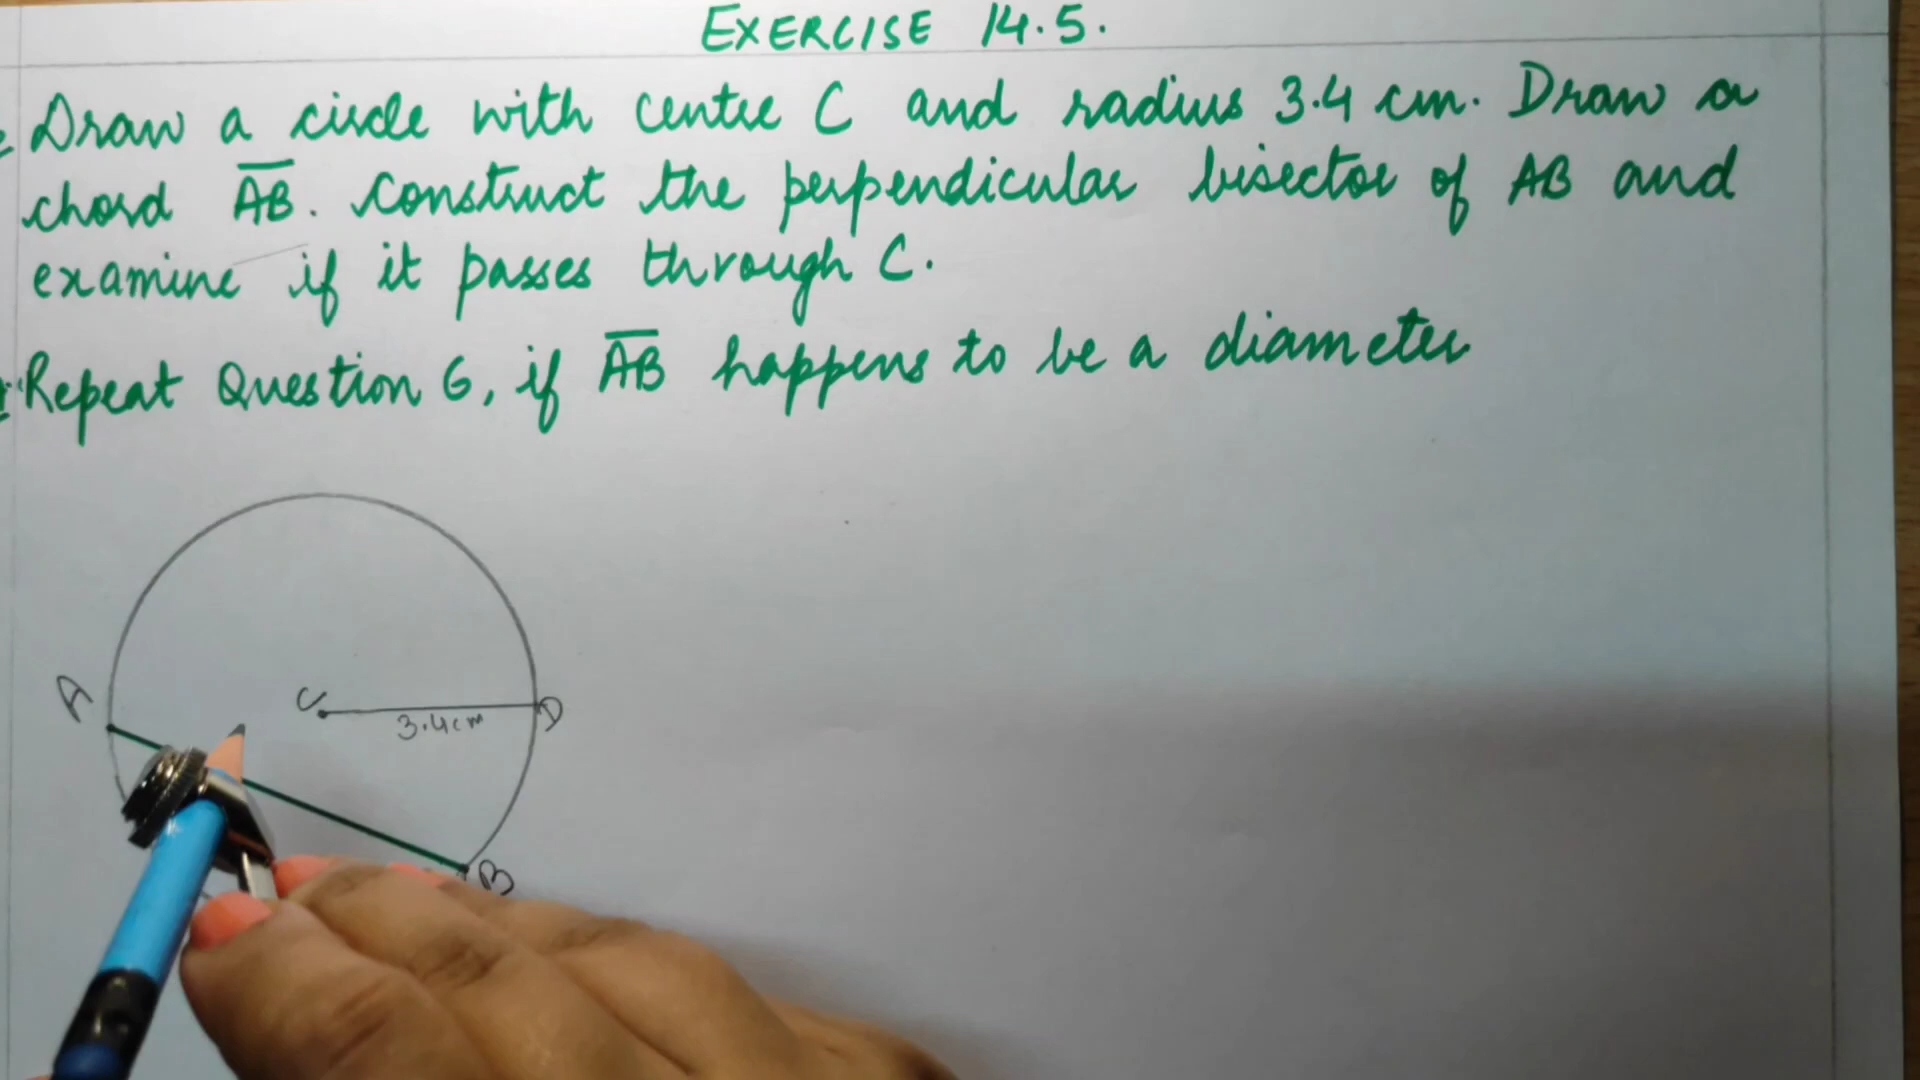 EXERCISE 14.5.
Draw a circle with centre C and radius 3.4 cm. Draw a
chord AB. Construct the perpendicular bisector of AB and
examine if it passes through C.
Repeat Question 6, if AB happens to be a diameter
A
C
3.4cm
D
B